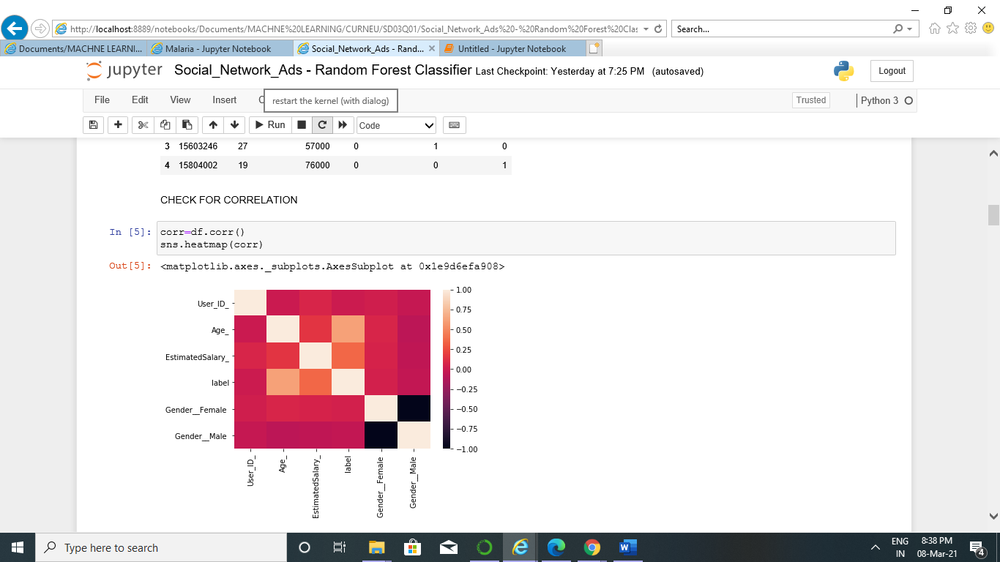 http://localhost:8889/notebooks/Documents/MACHNE%20LEARNING/CURNEU/SD03Q01/Social_Network_Ads%20-%20Random%20Forest%20Clas
Search...
Documents/MACHNE LEARNI...
Malaria - Jupyter Notebook
Social_Network_Ads - Rand...
Untitled - Jupyter Notebook
jupyter Social_Network_Ads - Random Forest Classifier Last Checkpoint: Yesterday at 7:25 PM (autosaved)
Logout
File Edit View Insert C
restart the kernel (with dialog)
Trusted
Python 3
Run
Code
3 15603246 27 57000 0 1 0
4 15804002 19 76000 0 0 1
CHECK FOR CORRELATION
In [5]: corr=df.corr()
sns.heatmap(corr)
Out[5]: <matplotlib.axes._subplots.AxesSubplot at 0x1e9d6efa908>
User_ID_
Age_
EstimatedSalary_
label
Gender__Female
Gender__Male
1.00
0.75
0.50
0.25
0.00
−0.25
−0.50
−0.75
−1.00
User_ID_
Age_
EstimatedSalary_
label
Gender__Female
Gender__Male
Type here to search
ENG
IN
8:38 PM
08-Mar-21
4